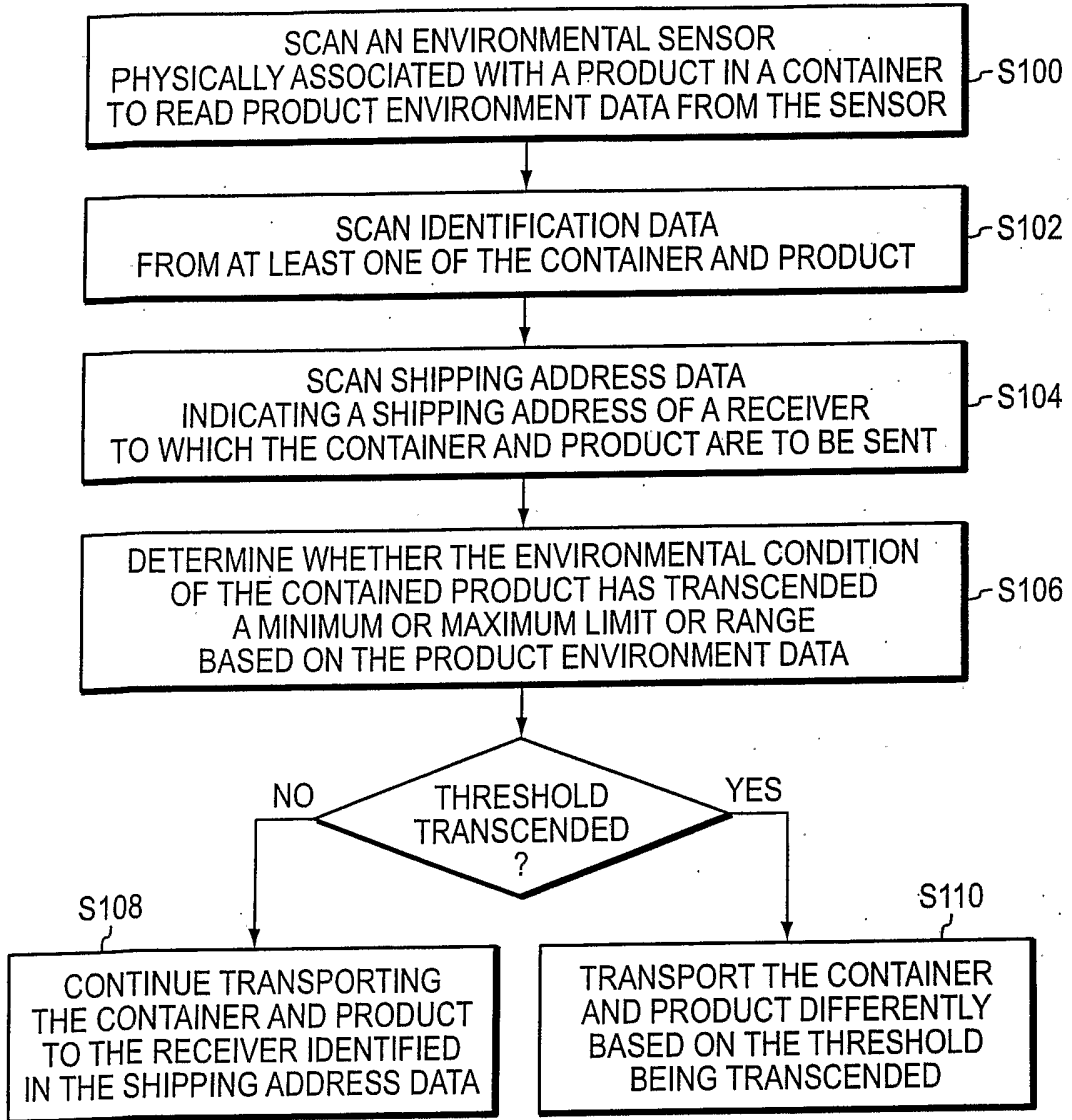 SCAN AN ENVIRONMENTAL SENSOR
PHYSICALLY ASSOCIATED WITH A PRODUCT IN A CONTAINER
TO READ PRODUCT ENVIRONMENT DATA FROM THE SENSOR
S100
SCAN IDENTIFICATION DATA
FROM AT LEAST ONE OF THE CONTAINER AND PRODUCT
S102
SCAN SHIPPING ADDRESS DATA
INDICATING A SHIPPING ADDRESS OF A RECEIVER
TO WHICH THE CONTAINER AND PRODUCT ARE TO BE SENT
S104
DETERMINE WHETHER THE ENVIRONMENTAL CONDITION
OF THE CONTAINED PRODUCT HAS TRANSCENDED
A MINIMUM OR MAXIMUM LIMIT OR RANGE
BASED ON THE PRODUCT ENVIRONMENT DATA
S106
NO
THRESHOLD
TRANSCENDED
?
YES
S108
CONTINUE TRANSPORTING
THE CONTAINER AND PRODUCT
TO THE RECEIVER IDENTIFIED
IN THE SHIPPING ADDRESS DATA
S110
TRANSPORT THE CONTAINER
AND PRODUCT DIFFERENTLY
BASED ON THE THRESHOLD
BEING TRANSCENDED